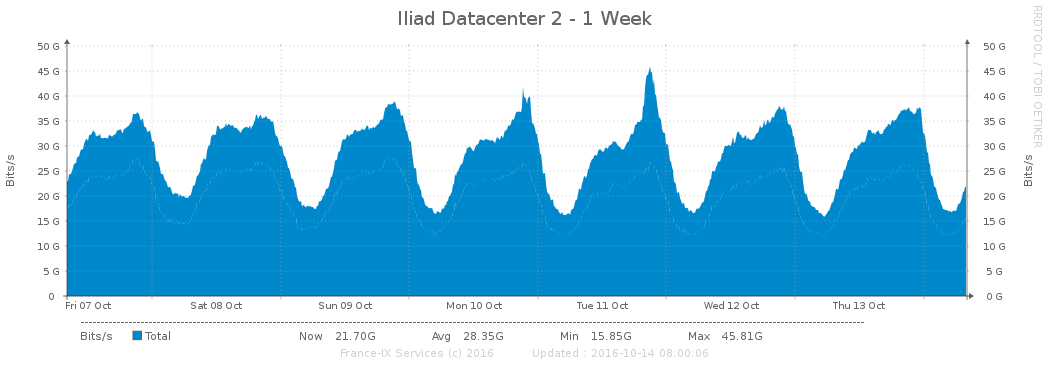 Iliad Datacenter 2 - 1 Week
RRDTOOL / TOBI OETIKER
Bits/s
50 G
45 G
40 G
35 G
30 G
25 G
20 G
15 G
10 G
5 G
0
50 G
45 G
40 G
35 G
30 G
25 G
20 G
15 G
10 G
5 G
0 G
Bits/s
Fri 07 Oct Sat 08 Oct Sun 09 Oct Mon 10 Oct Tue 11 Oct Wed 12 Oct Thu 13 Oct
Bits/s Total Now 21.70G Avg 28.35G Min 15.85G Max 45.81G
France-IX Services (c) 2016 Updated : 2016-10-14 08:00:06